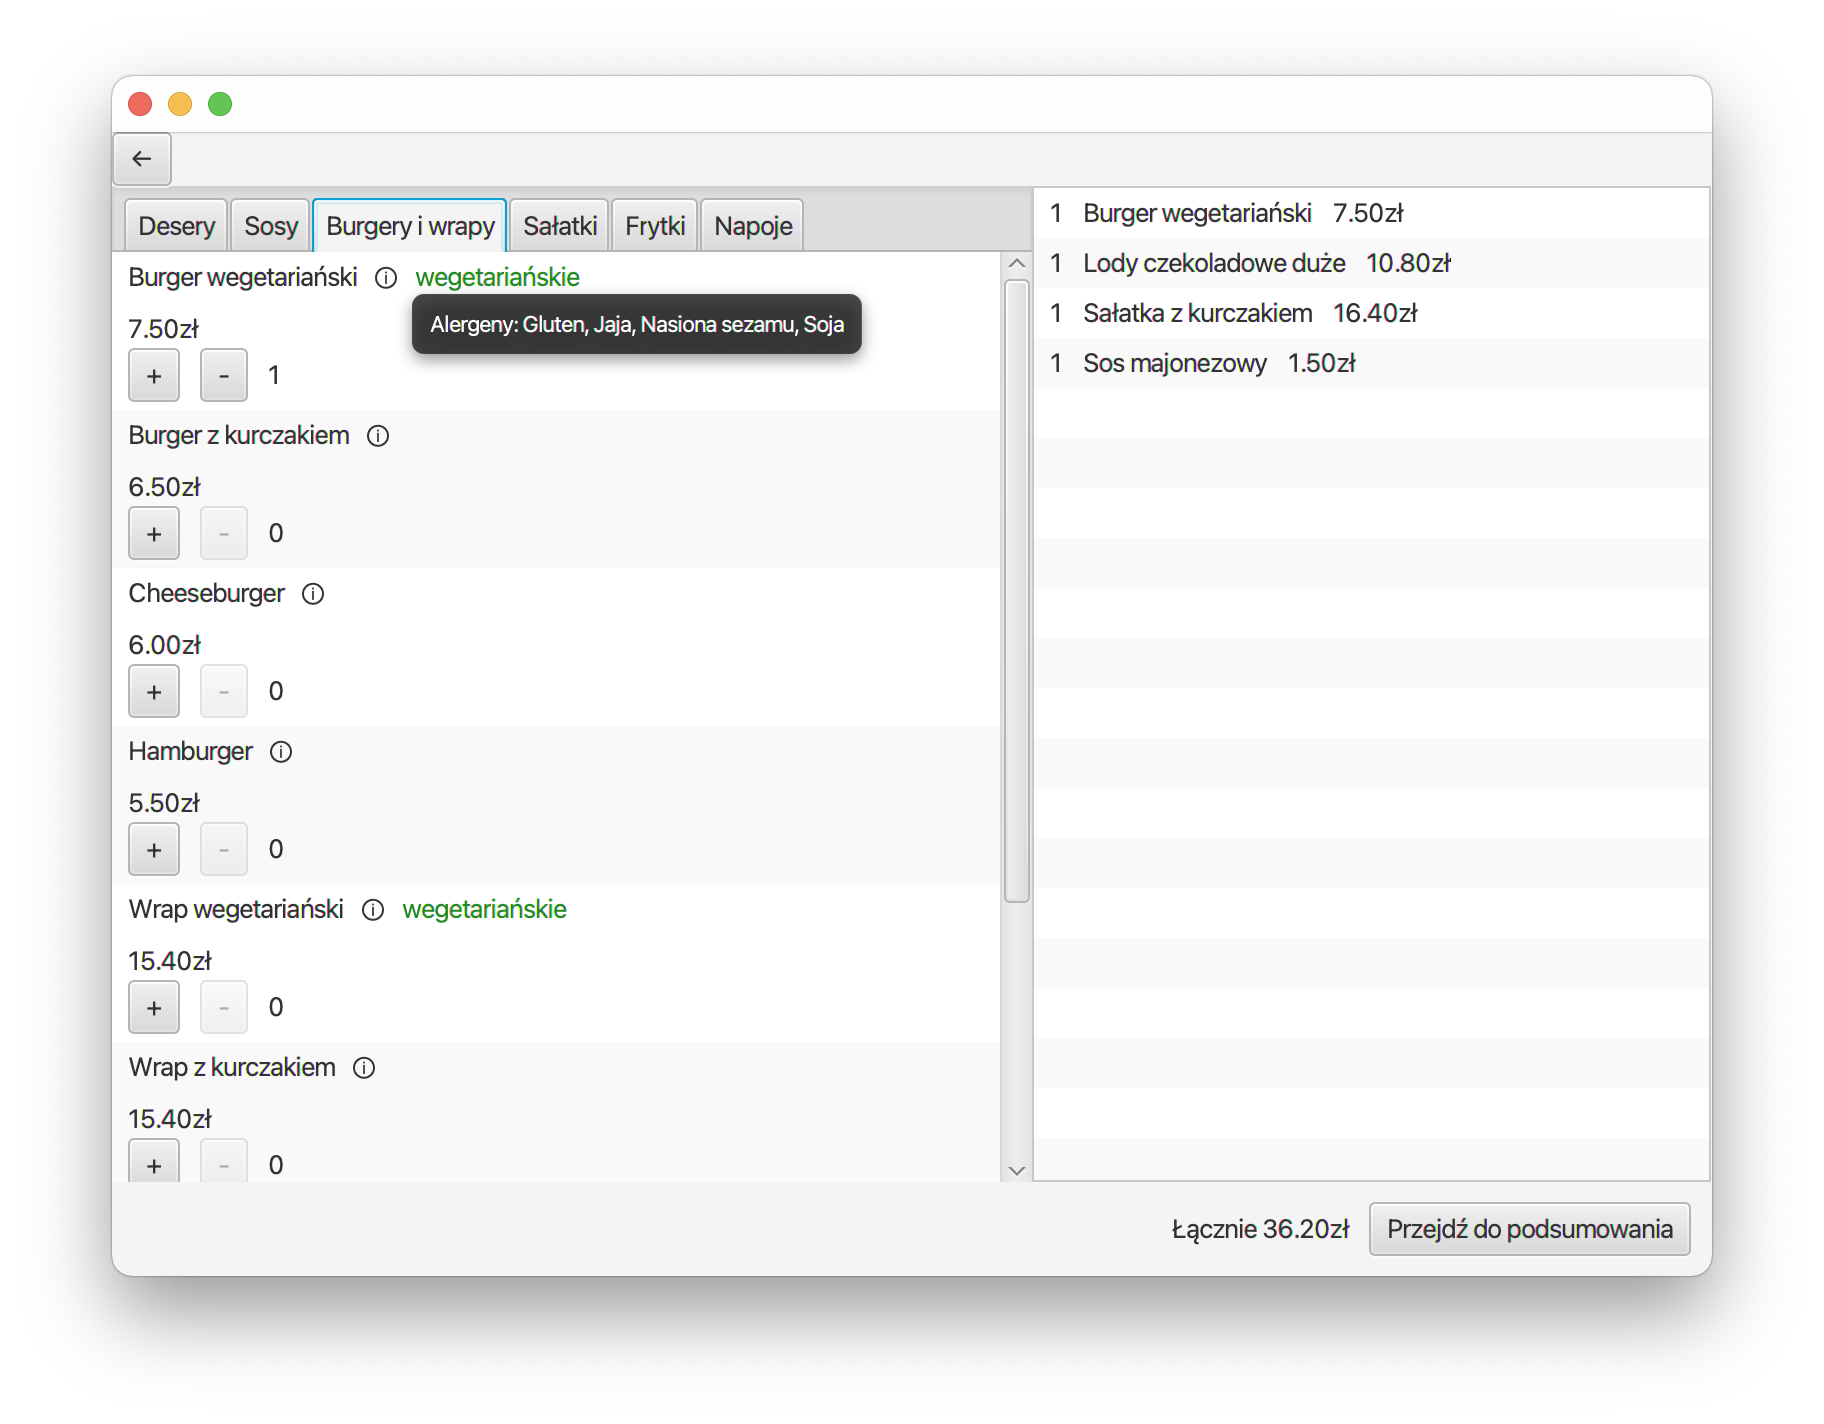 Desery Sosy Burgery i wrapy Sałatki Frytki Napoje
Burger wegetariański wegetariańskie
Alergeny: Gluten, Jaja, Nasiona sezamu, Soja
7.50zł
+ - 1
Burger z kurczakiem
6.50zł
+ - 0
Cheeseburger
6.00zł
+ - 0
Hamburger
5.50zł
+ - 0
Wrap wegetariański wegetariańskie
15.40zł
+ - 0
Wrap z kurczakiem
15.40zł
+ - 0
1 Burger wegetariański 7.50zł
1 Lody czekoladowe duże 10.80zł
1 Sałatka z kurczakiem 16.40zł
1 Sos majonezowy 1.50zł
Łącznie 36.20zł Przejdź do podsumowania